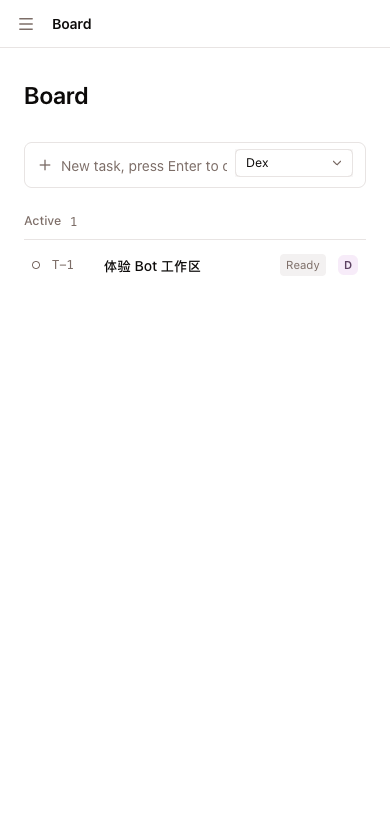 Board
Board
New task, press Enter to
Dex
Active 1
T-1 体验 Bot 工作区 Ready D